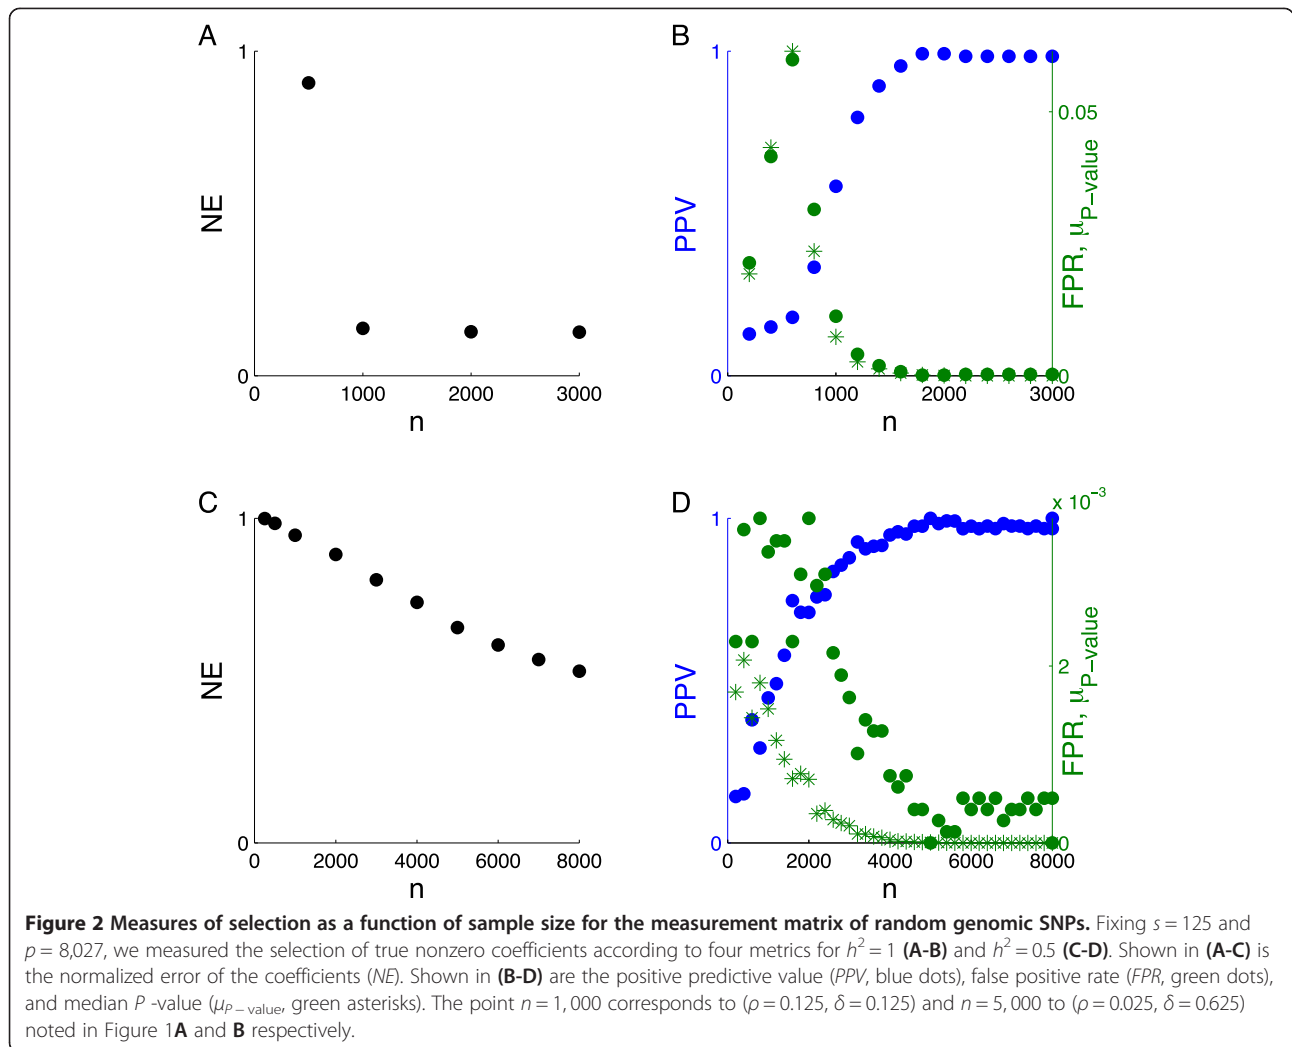 A
1
NE
0
0 1000 2000 3000
n
B
1
PPV
0
0 1000 2000 3000
n
0.05
0
FPR, μP−value
C
1
NE
0
0 2000 4000 6000 8000
n
D
1
PPV
0
0 2000 4000 6000 8000
n
x 10−3
2
0
FPR, μP−value
Figure 2 Measures of selection as a function of sample size for the measurement matrix of random genomic SNPs. Fixing s = 125 and
p = 8,027, we measured the selection of true nonzero coefficients according to four metrics for h2 = 1 (A-B) and h2 = 0.5 (C-D). Shown in (A-C) is
the normalized error of the coefficients (NE). Shown in (B-D) are the positive predictive value (PPV, blue dots), false positive rate (FPR, green dots),
and median P -value (μP − value, green asterisks). The point n = 1,000 corresponds to (ρ = 0.125, δ = 0.125) and n = 5,000 to (ρ = 0.025, δ = 0.625)
noted in Figure 1A and B respectively.